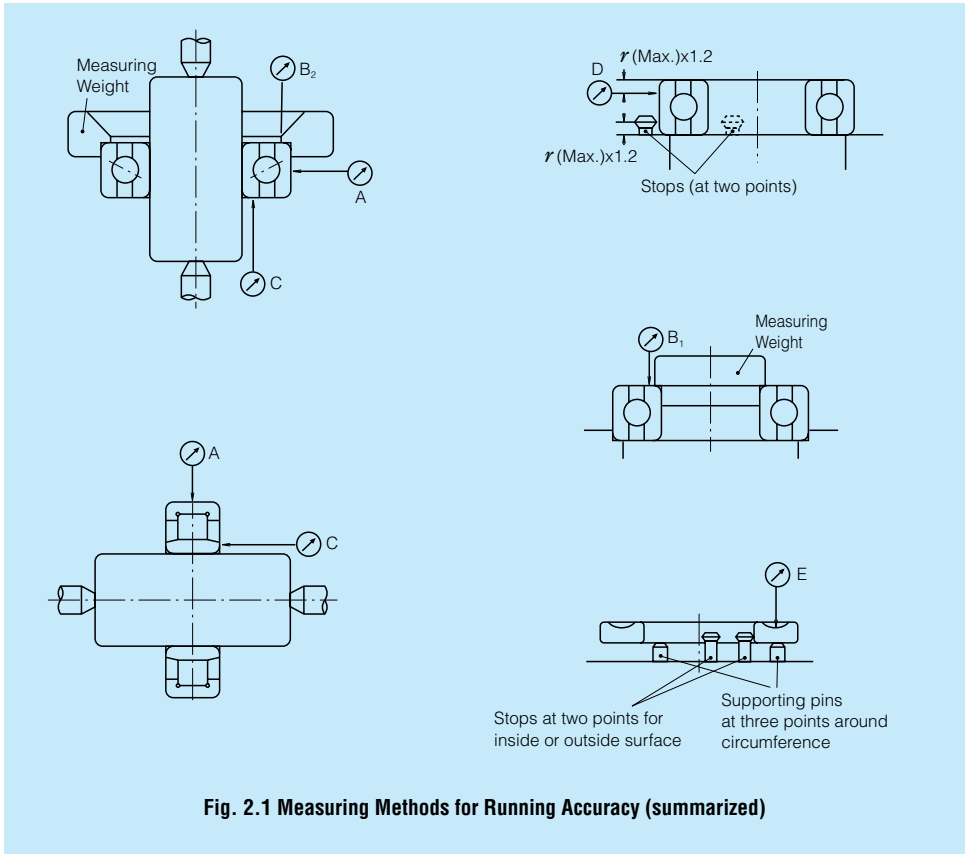 Measuring
Weight
B₂
A
C
D
r (Max.)x1.2
r (Max.)x1.2
Stops (at two points)
B₁
Measuring
Weight
A
C
E
Stops at two points for
inside or outside surface
Supporting pins
at three points around
circumference
Fig. 2.1 Measuring Methods for Running Accuracy (summarized)